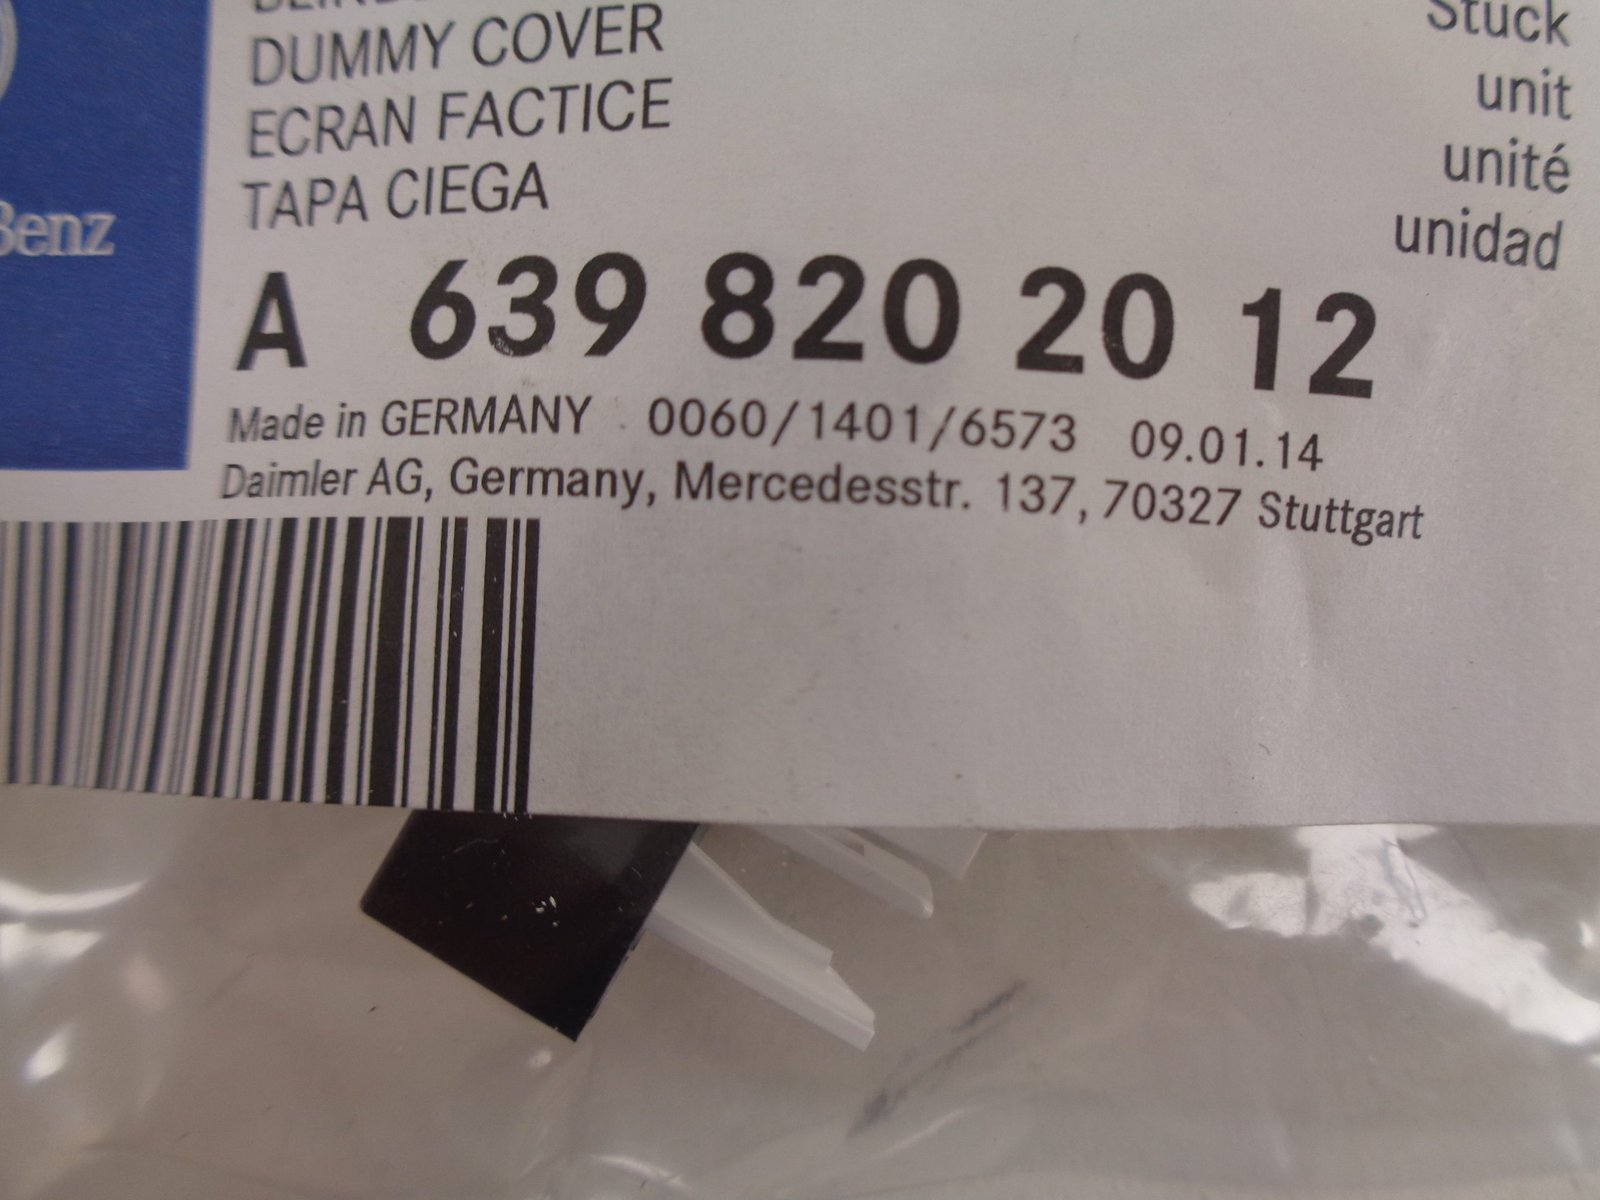 DUMMY COVER
ECRAN FACTICE
TAPA CIEGA
Stück
unit
unité
unidad
Benz
A 639 820 20 12
Made in GERMANY 0060/1401/6573 09.01.14
Daimler AG, Germany, Mercedesstr. 137, 70327 Stuttgart